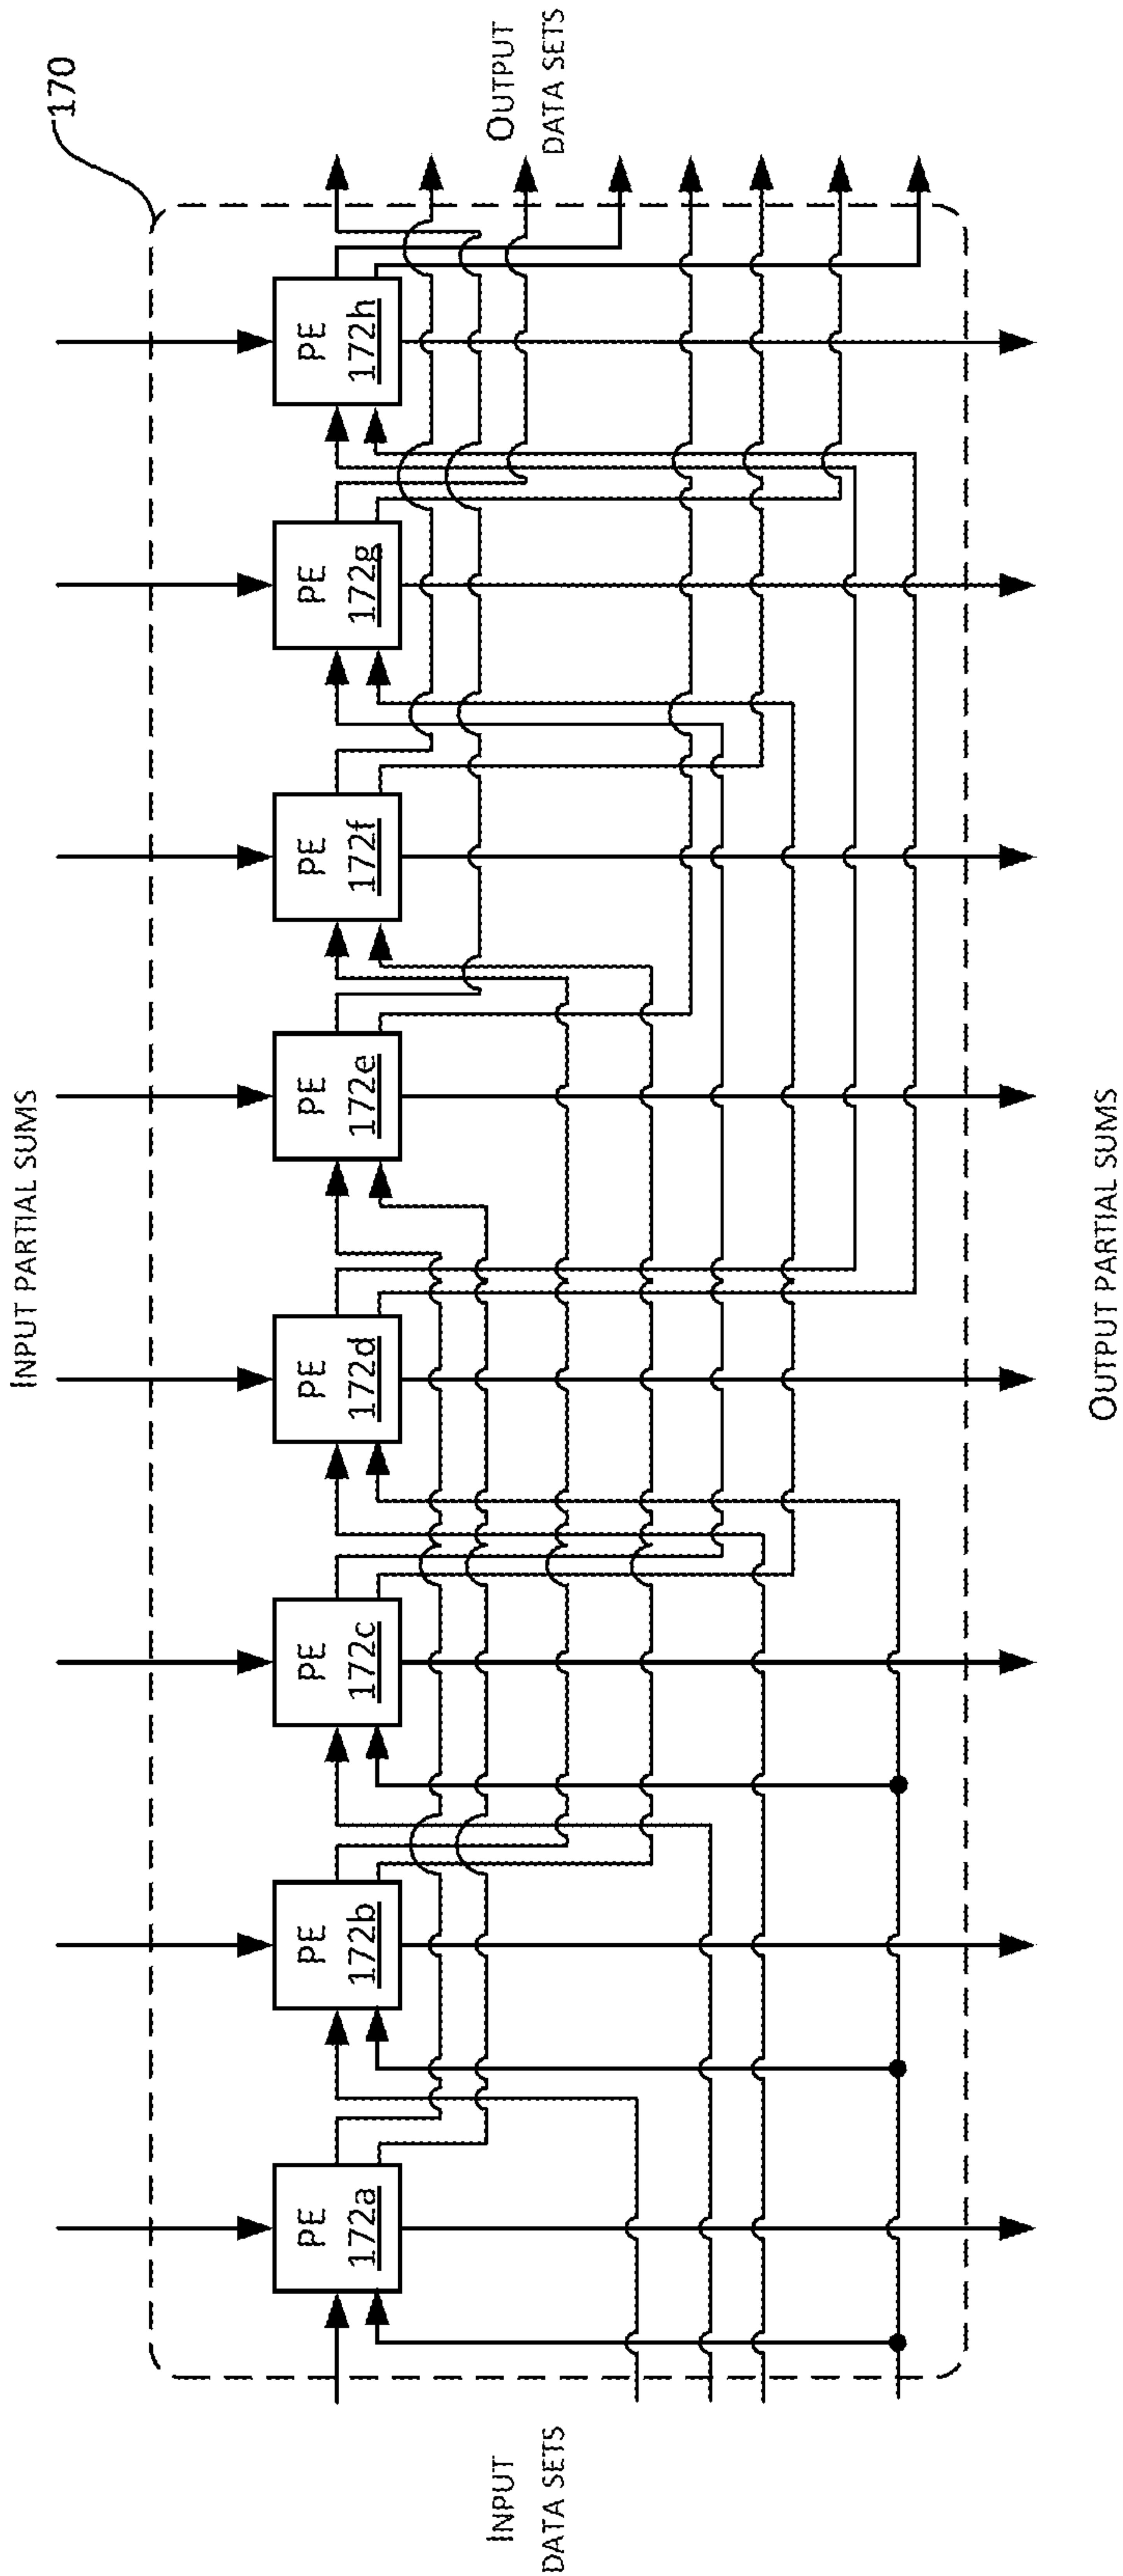 170
INPUT PARTIAL SUMS
INPUT
DATA SETS
PE
172a
PE
172b
PE
172c
PE
172d
PE
172e
PE
172f
PE
172g
PE
172h
OUTPUT
DATA SETS
OUTPUT PARTIAL SUMS